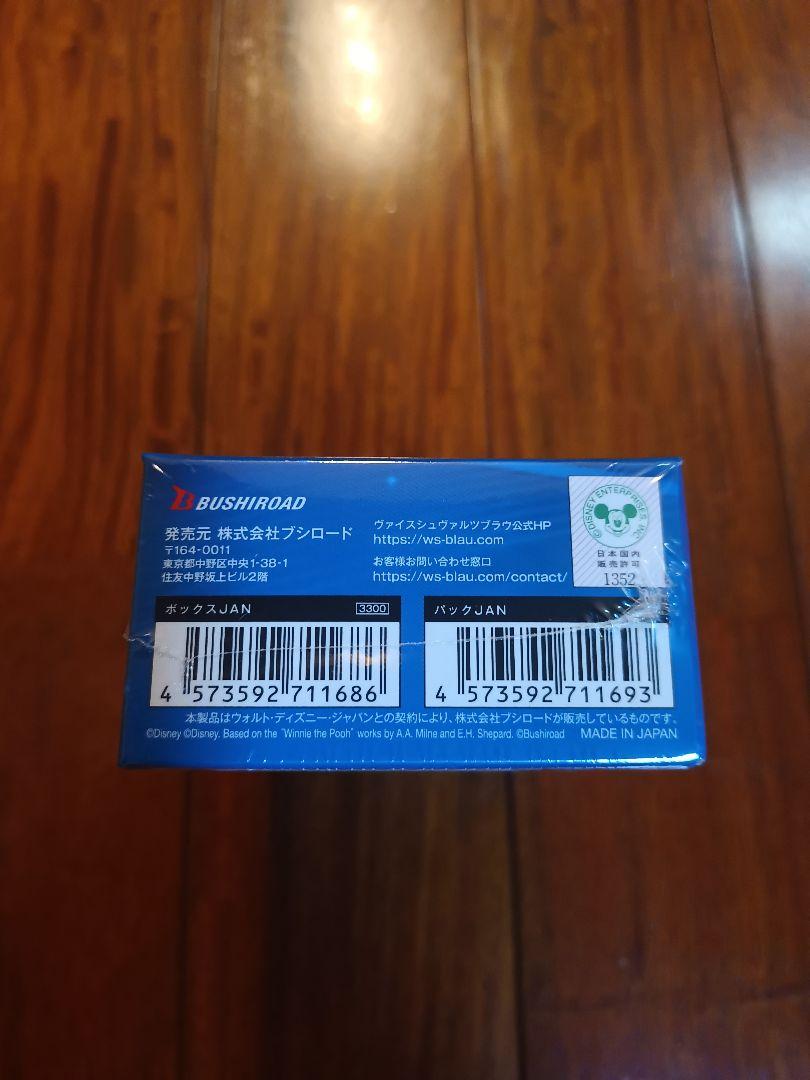 BUSHIROAD
発売元 株式会社ブシロード
〒164-0011
東京都中野区中央1-38-1
住友中野坂上ビル2階
ヴァイスシュヴァルツブラウ公式HP
https://ws-blau.com
お客様お問い合わせ窓口
https://ws-blau.com/contact/
©DISNEY ENTERPRISES, INC
日本国内
販売許可
1352
ボックスJAN 3300
4 573592 711686
パックJAN
4 573592 711693
本製品はウォルト・ディズニー・ジャパンとの契約により、株式会社ブシロードが販売しているものです。
©Disney ©Disney. Based on the "Winnie the Pooh" works by A.A. Milne and E.H. Shepard. ©Bushiroad MADE IN JAPAN